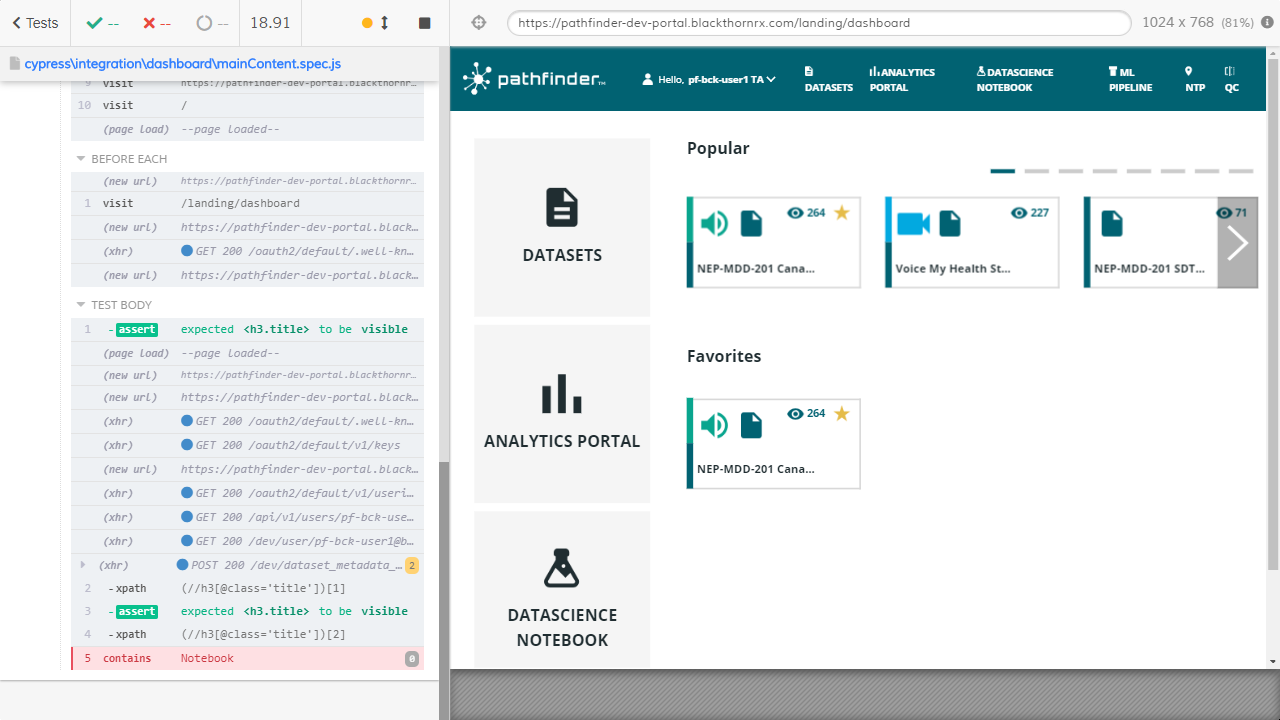 Tests
--
--
--
18.91
https://pathfinder-dev-portal.blackthornrx.com/landing/dashboard
1024 x 768 (81%)
cypress\integration\dashboard\mainContent.spec.js
9 visit https://pathfinder-dev-portal.blackthornr…
10 visit /
(page load) --page loaded--
BEFORE EACH
(new url) https://pathfinder-dev-portal.blackthornr…
1 visit /landing/dashboard
(new url) https://pathfinder-dev-portal.black…
(xhr) GET 200 /oauth2/default/.well-kn…
(new url) https://pathfinder-dev-portal.black…
TEST BODY
1 - assert expected <h3.title> to be visible
(page load) --page loaded--
(new url) https://pathfinder-dev-portal.blackthornr…
(new url) https://pathfinder-dev-portal.black…
(xhr) GET 200 /oauth2/default/.well-kn…
(xhr) GET 200 /oauth2/default/v1/keys
(new url) https://pathfinder-dev-portal.black…
(xhr) GET 200 /oauth2/default/v1/useri…
(xhr) GET 200 /api/v1/users/pf-bck-use…
(xhr) GET 200 /dev/user/pf-bck-user1@b…
(xhr) POST 200 /dev/dataset_metadata_… 2
2 -xpath (//h3[@class='title'])[1]
3 - assert expected <h3.title> to be visible
4 -xpath (//h3[@class='title'])[2]
5 contains Notebook 0
pathfinder™
Hello, pf-bck-user1 TA
DATASETS
ANALYTICS
PORTAL
DATASCIENCE
NOTEBOOK
ML
PIPELINE
NTP
QC
DATASETS
ANALYTICS PORTAL
DATASCIENCE
NOTEBOOK
Popular
264
NEP-MDD-201 Cana...
227
Voice My Health St...
71
NEP-MDD-201 SDT...
Favorites
264
NEP-MDD-201 Cana...